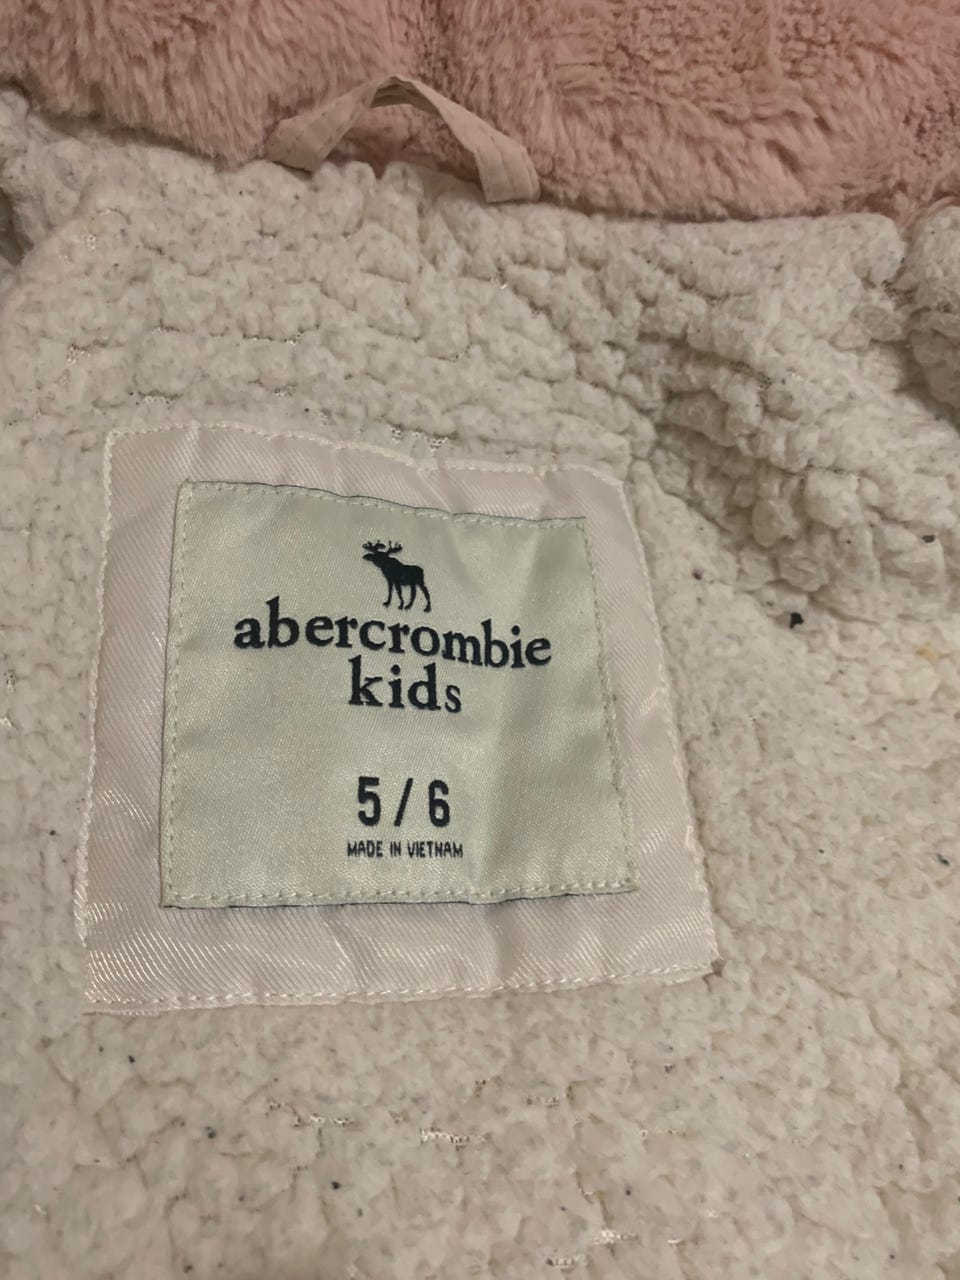 abercrombie
kids
5 / 6
MADE IN VIETNAM